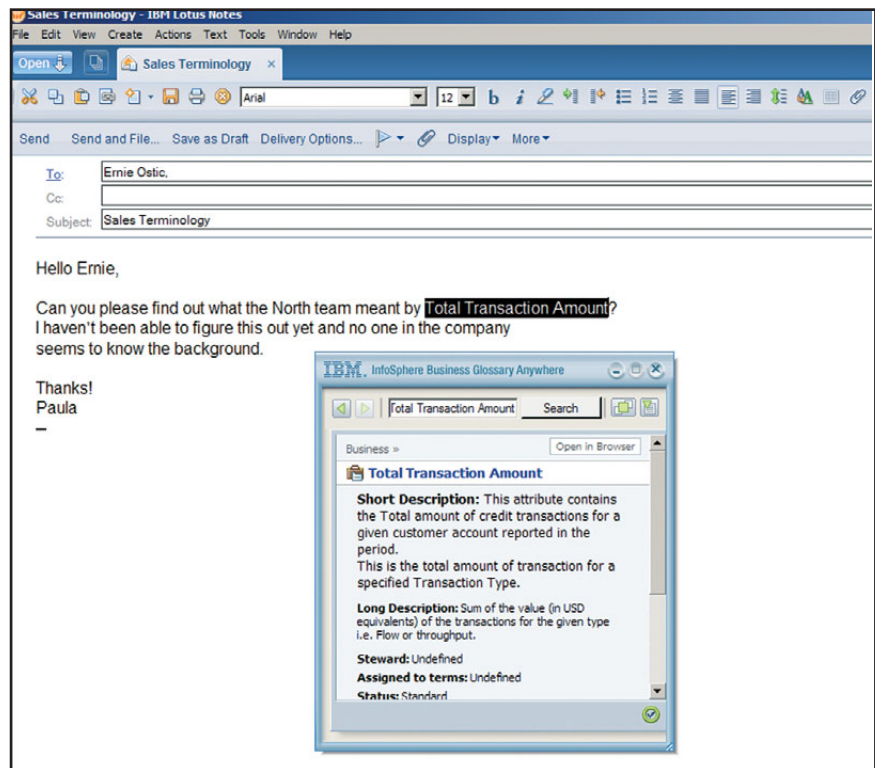 Sales Terminology - IBM Lotus Notes
File Edit View Create Actions Text Tools Window Help
Open Sales Terminology ×
Arial 12 b i
Send Send and File... Save as Draft Delivery Options... Display More
To: Ernie Ostic,
Cc:
Subject: Sales Terminology
Hello Ernie,
Can you please find out what the North team meant by Total Transaction Amount?
I haven't been able to figure this out yet and no one in the company
seems to know the background.
Thanks!
Paula
IBM. InfoSphere Business Glossary Anywhere
Total Transaction Amount Search
Business » Open in Browser
Total Transaction Amount
Short Description: This attribute contains
the Total amount of credit transactions for a
given customer account reported in the
period.
This is the total amount of transaction for a
specified Transaction Type.
Long Description: Sum of the value (in USD
equivalents) of the transactions for the given type
i.e. Flow or throughput.
Steward: Undefined
Assigned to terms: Undefined
Status: Standard